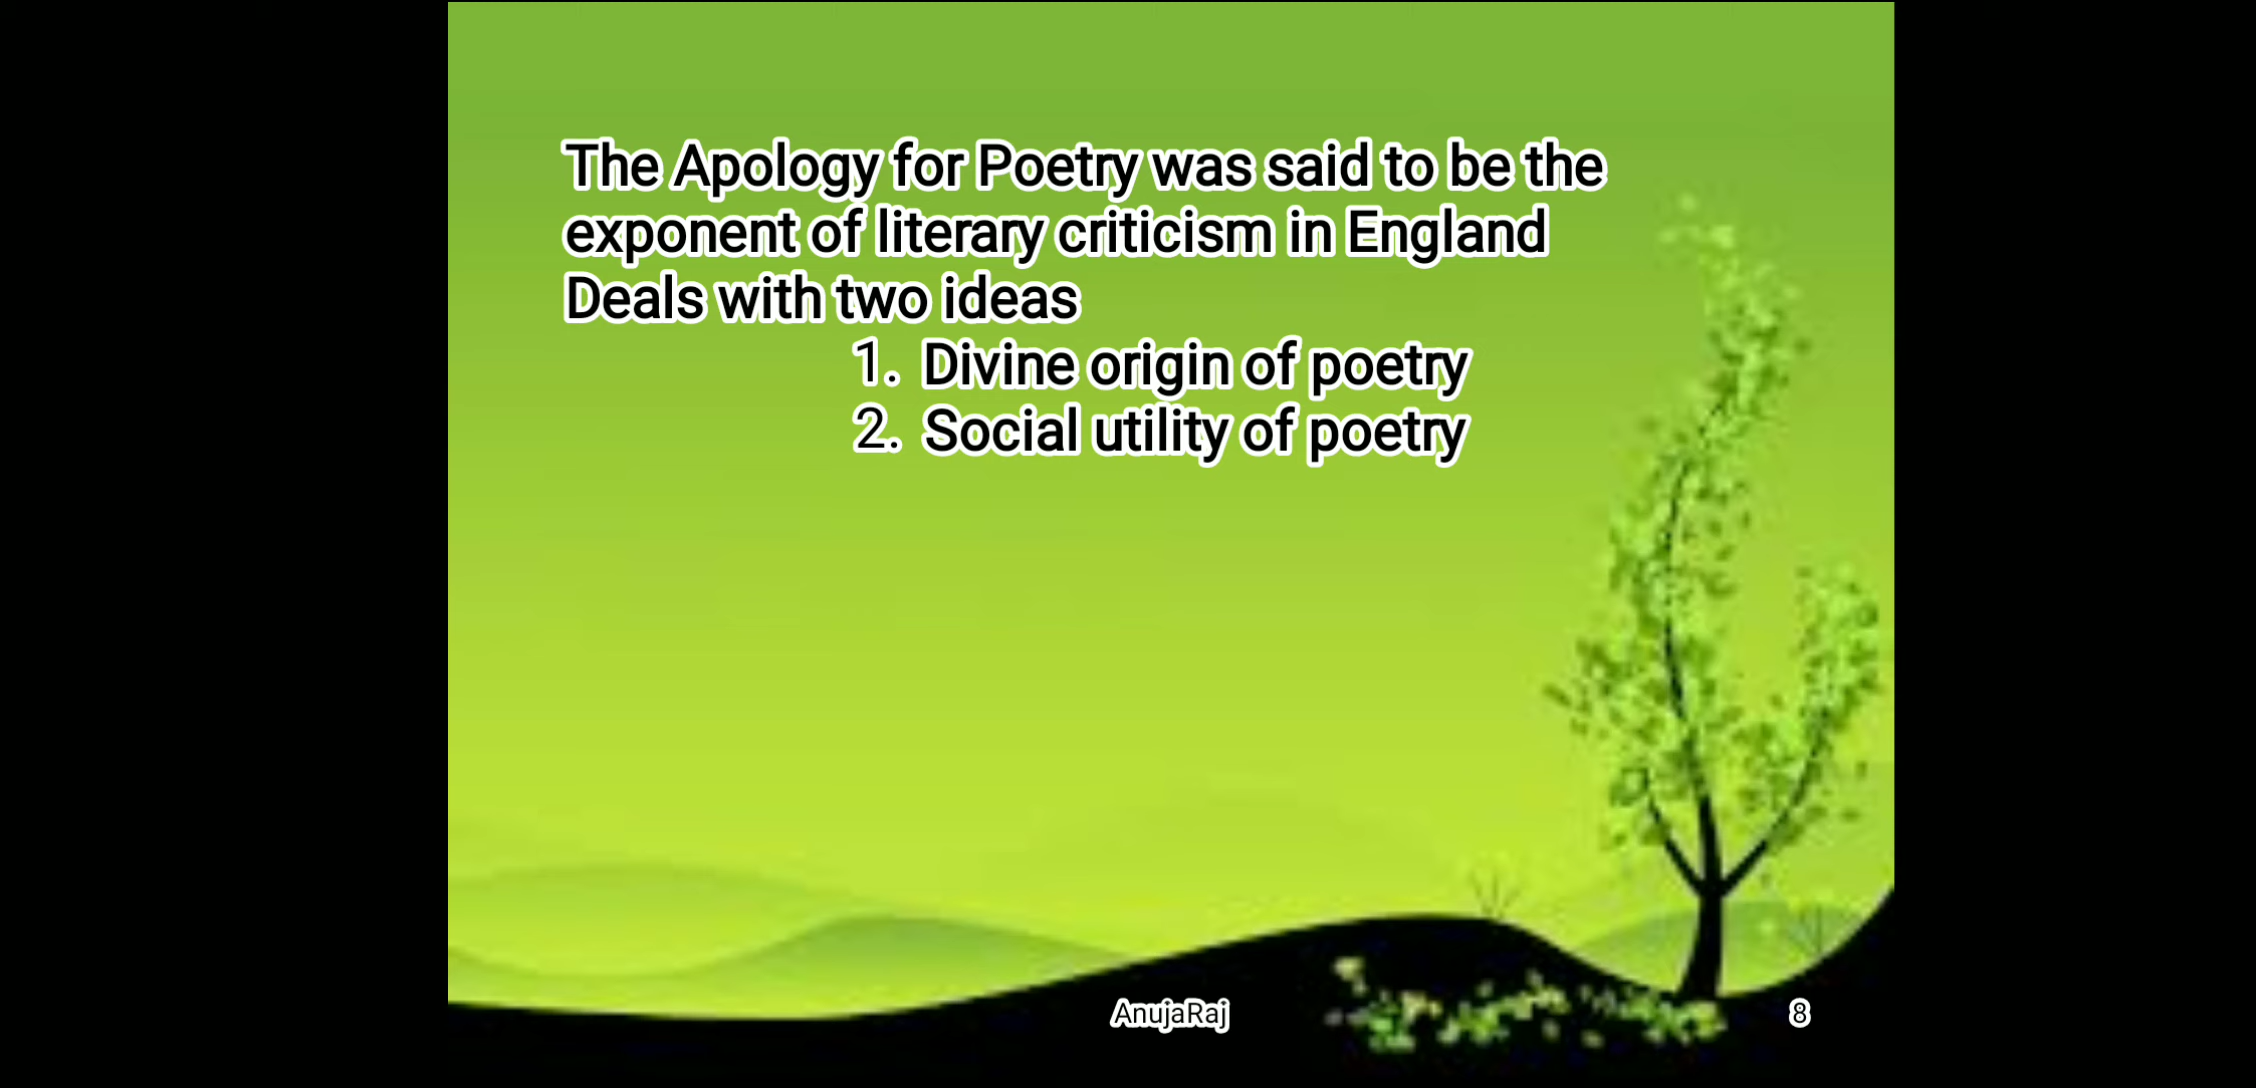 The Apology for Poetry was said to be the
exponent of literary criticism in England
Deals with two ideas
1. Divine origin of poetry
2. Social utility of poetry
AnujaRaj
8